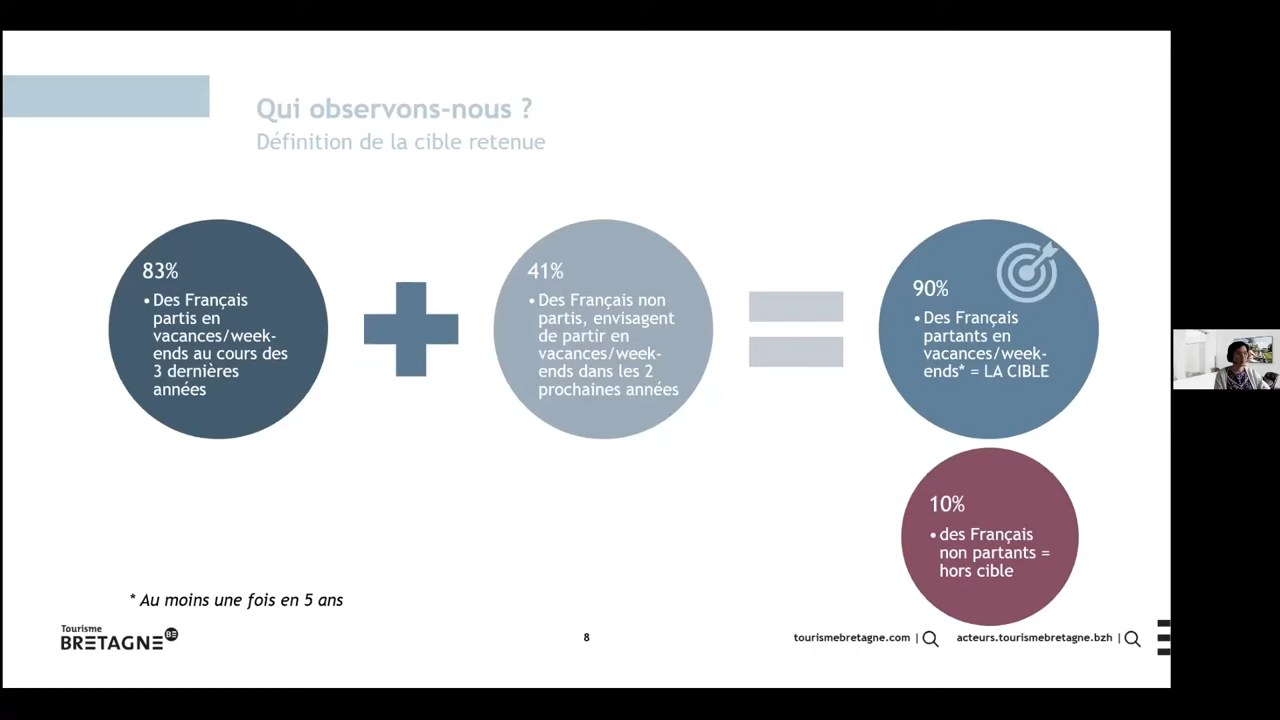 Qui observons-nous ?
Définition de la cible retenue
83%
• Des Français
partis en
vacances/week-
ends au cours des
3 dernières
années
41%
• Des Français non
partis, envisagent
de partir en
vacances/week-
ends dans les 2
prochaines années
90%
• Des Français
partants en
vacances/week-
ends* = LA CIBLE
10%
• des Français
non partants =
hors cible
* Au moins une fois en 5 ans
Tourisme
BRETAGNE BE
8
tourismebretagne.com |
acteurs.tourismebretagne.bzh |